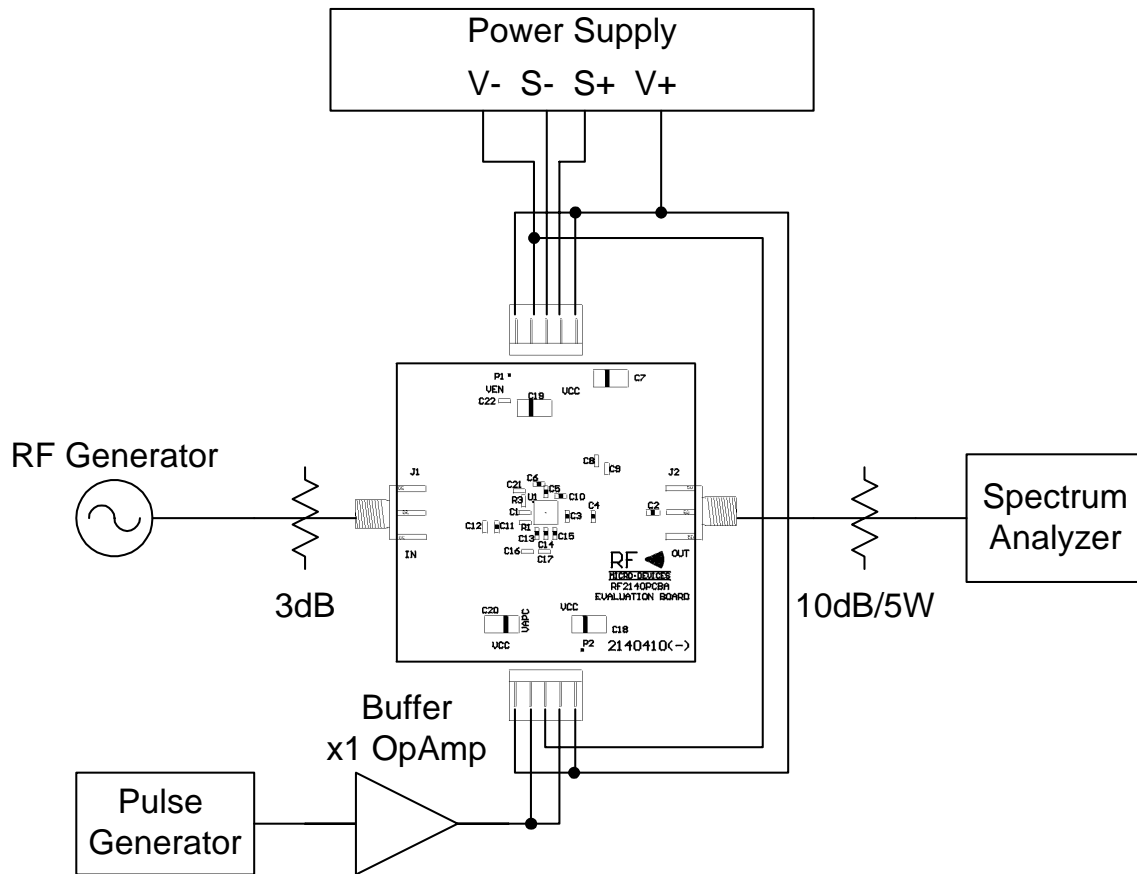 Power Supply
V- S- S+ V+
P1
VEN
C22
C19
VCC
C7
RF Generator
J1
IN
3dB
C8
C9
C6
C5
C10
C21
U1
R3
C1
C3
C4
C12
C11
R1
C13
C14
C15
C16
C17
J2
C2
OUT
RF
MICRO-DEVICES
RF2140PCBA
EVALUATION BOARD
10dB/5W
Spectrum
Analyzer
C20
VAPC
VCC
VCC
C18
P2
2140410(-)
Buffer
x1 OpAmp
Pulse
Generator